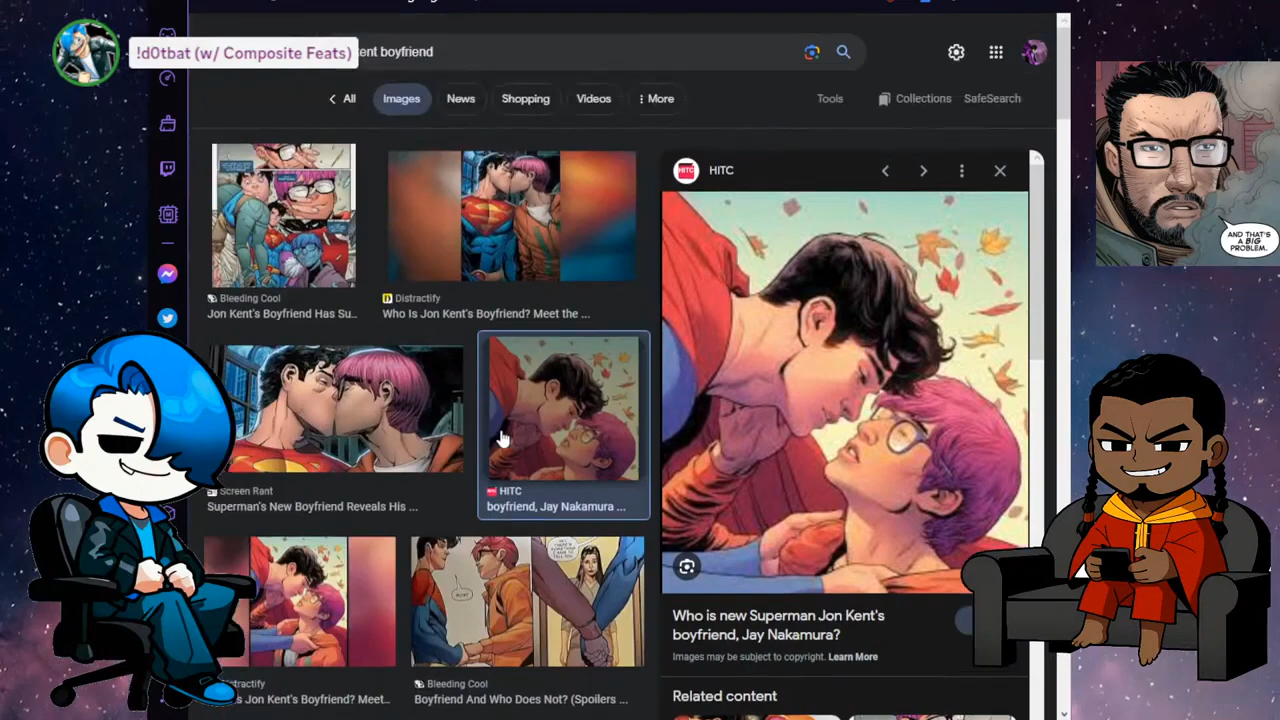 !d0tbat (w/ Composite Feats)
ent boyfriend
All
Images
News
Shopping
Videos
More
Tools
Collections
SafeSearch
HITC
HITC
Bleeding Cool
Jon Kent's Boyfriend Has Su...
Distractify
Who Is Jon Kent's Boyfriend? Meet the ...
AND THAT'S
A BIG
PROBLEM.
Screen Rant
Superman's New Boyfriend Reveals His ...
HITC
boyfriend, Jay Nakamura ...
Who is new Superman Jon Kent's
boyfriend, Jay Nakamura?
Images may be subject to copyright. Learn More
Related content
tractify
s Jon Kent's Boyfriend? Meet...
Bleeding Cool
Boyfriend And Who Does Not? (Spoilers ...